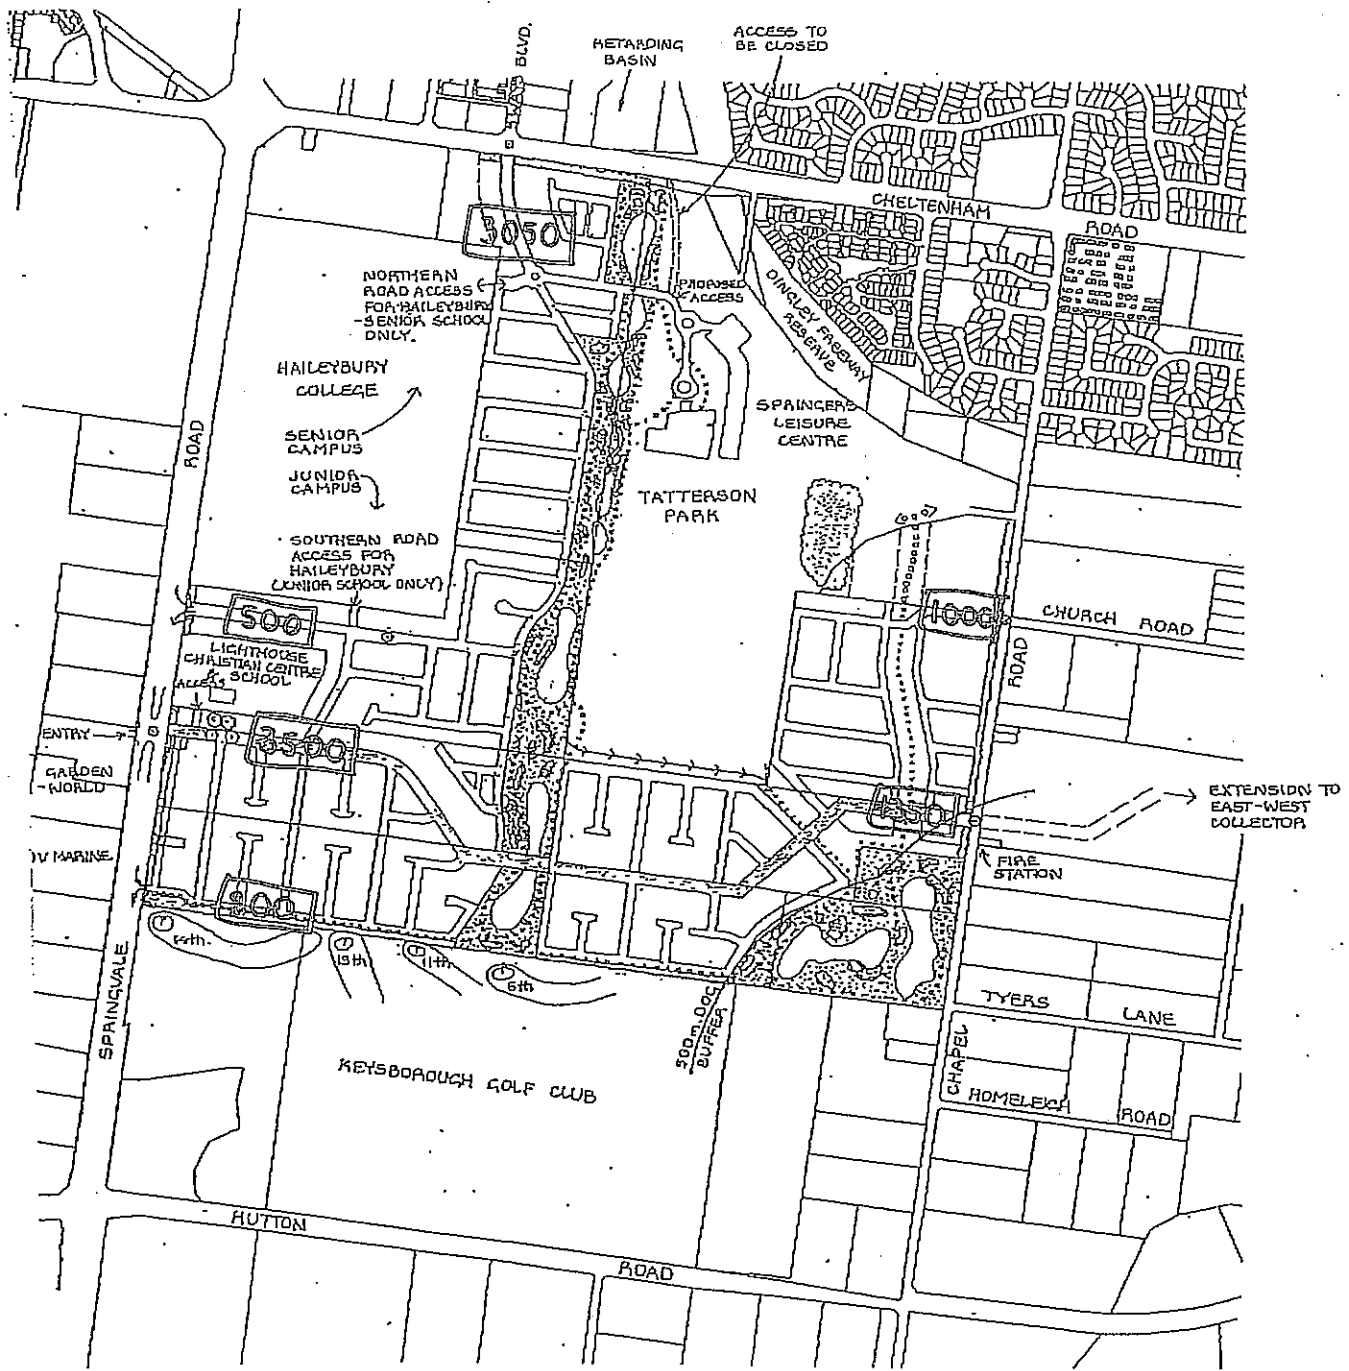 BLVD.
RETARDING
BASIN
ACCESS TO
BE CLOSED
CHELTENHAM
ROAD
3050
NORTHERN
ROAD ACCESS
FOR HAILEYBURY
-SENIOR SCHOOL
ONLY.
PROPOSED
ACCESS
DINGLEY FREEWAY
RESERVE
HAILEYBURY
COLLEGE
SENIOR
CAMPUS
JUNIOR
CAMPUS
SPRINGERS
LEISURE
CENTRE
TATTERSON
PARK
ROAD
SOUTHERN ROAD
ACCESS FOR
HAILEYBURY
(JUNIOR SCHOOL ONLY)
500
1000
CHURCH ROAD
ROAD
LIGHTHOUSE
CHRISTIAN CENTRE
& SCHOOL
ACCESS
ENTRY
3500
GARDEN
-WORLD
1350
EXTENSION TO
EAST-WEST
COLLECTOR
FIRE
STATION
MARINE
900
13th
11th
6th
SPRINGVALE
500m. DOG
BUFFER
TYERS LANE
CHAPEL
KEYSBOROUGH GOLF CLUB
HOMELEIGH ROAD
HUTTON
ROAD